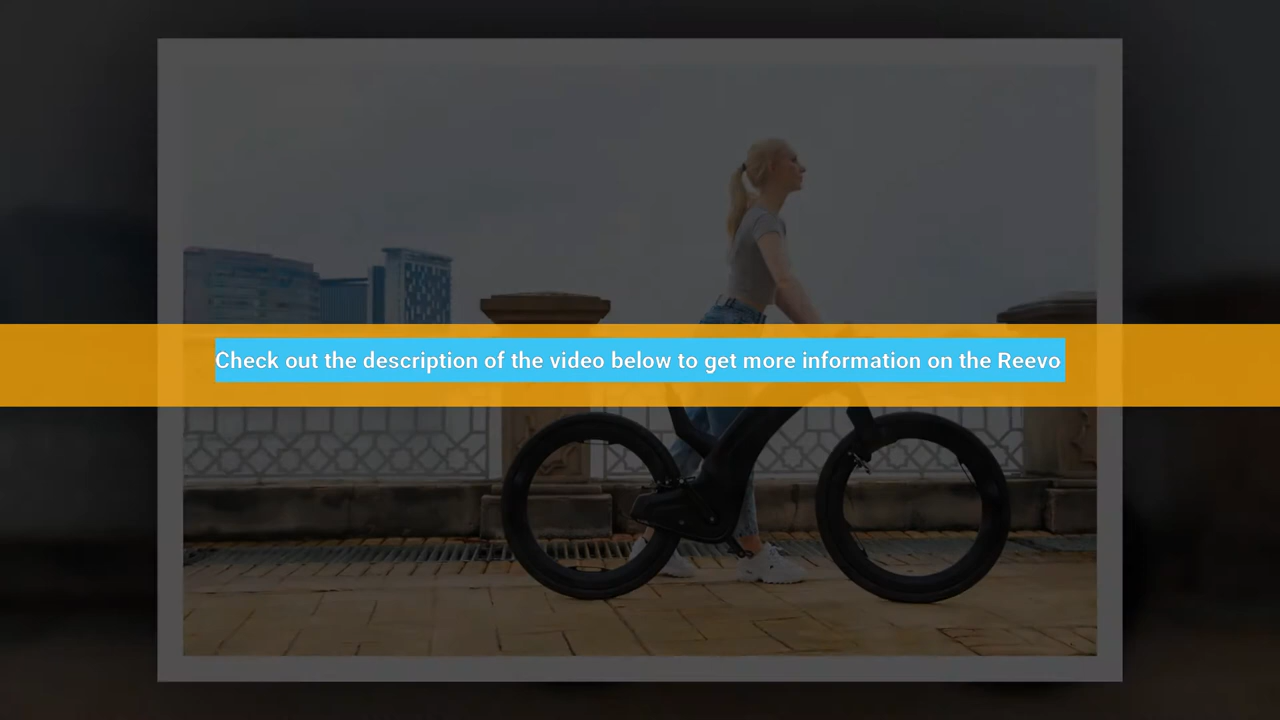 Check out the description of the video below to get more information on the Reevo